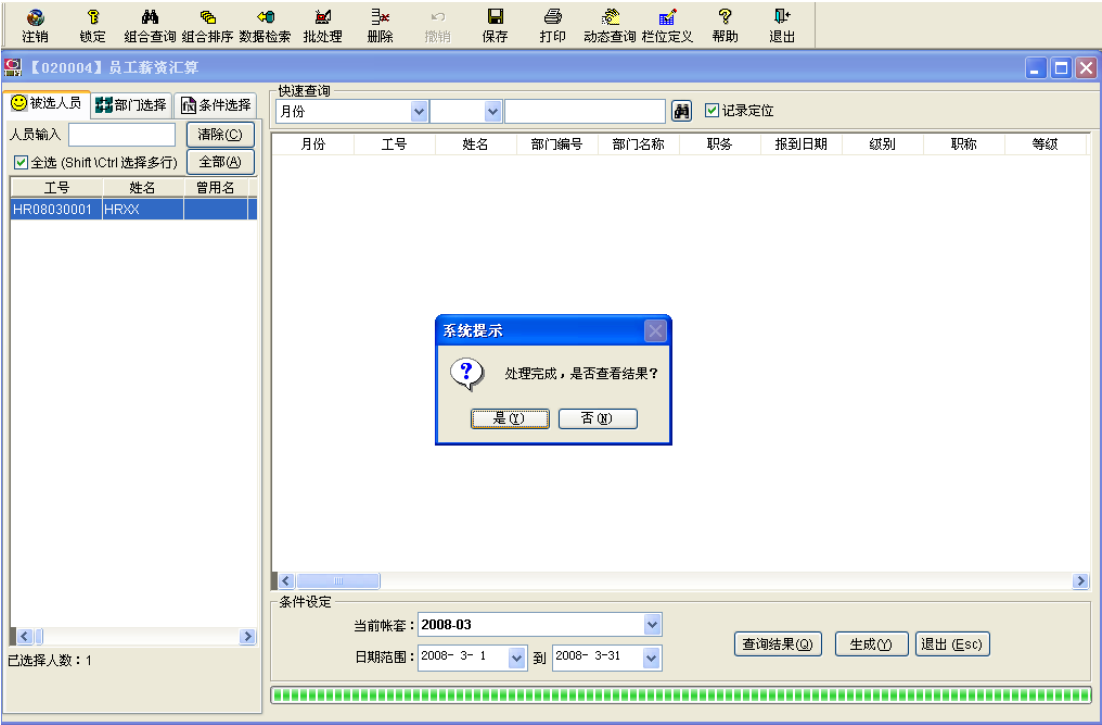 注销 锁定 组合查询 组合排序 数据检索 批处理 删除 撤销 保存 打印 动态查询 栏位定义 帮助 退出
【020004】员工薪资汇算
被选人员 部门选择 条件选择
人员输入 清除(C)
全选 (Shift\Ctrl 选择多行) 全部(A)
工号 姓名 曾用名
HR08030001 HRXX
已选择人数：1
快速查询
月份 记录定位
月份 工号 姓名 部门编号 部门名称 职务 报到日期 级别 职称 等级
系统提示
处理完成，是否查看结果？
是(Y) 否(N)
条件设定
当前帐套：2008-03
日期范围：2008- 3- 1 到 2008- 3-31
查询结果(Q) 生成(Y) 退出 (Esc)